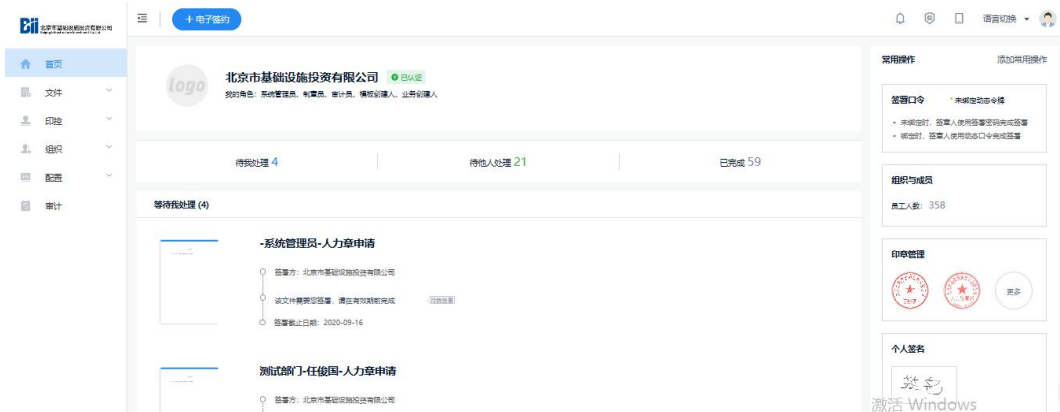 Bii 北京市基础设施投资有限公司
+ 电子签约
语言切换
首页
文件
印控
组织
配置
审计
logo
北京市基础设施投资有限公司 已认证
我的角色：系统管理员、制章员、审计员、模板创建人、业务创建人
待我处理 4
待他人处理 21
已完成 59
等待我处理 (4)
-系统管理员-人力章申请
签署方：北京市基础设施投资有限公司
该文件需要您签署，请在有效期前完成
签署截止日期：2020-09-16
测试部门-任俊国-人力章申请
签署方：北京市基础设施投资有限公司
常用操作 添加常用操作
签署口令 *未绑定动态令牌
• 未绑定时，签章人使用签署密码完成签署
• 绑定时，签章人使用动态口令完成签署
组织与成员
员工人数：358
印章管理
更多
个人签名
签名
激活 Windows